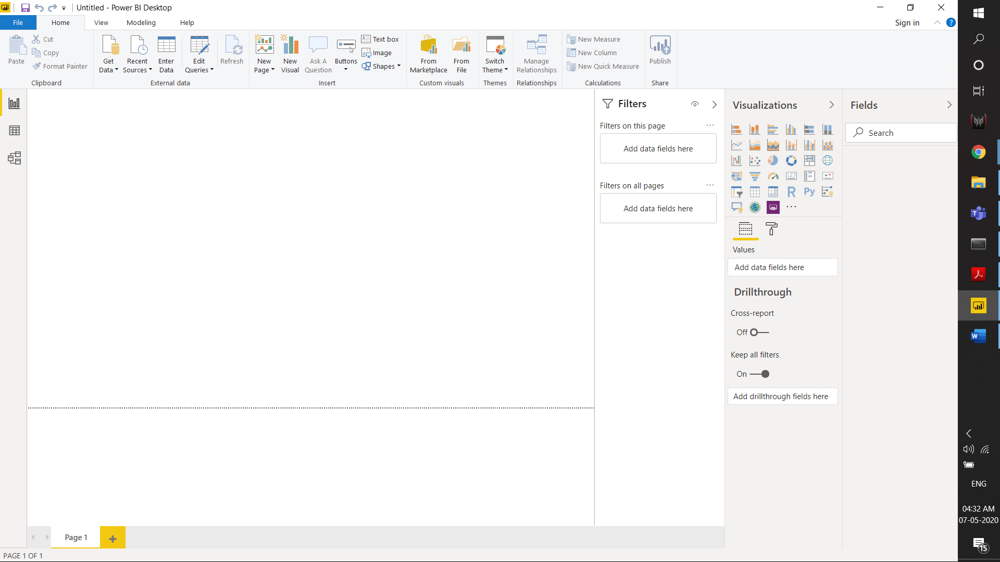 Untitled - Power BI Desktop
File Home View Modeling Help Sign in ?
Paste
Cut
Copy
Format Painter
Clipboard
Get Data
Recent Sources
Enter Data
Edit Queries
Refresh
External data
New Page
New Visual
Ask A Question
Buttons
Text box
Image
Shapes
Insert
From Marketplace
From File
Custom visuals
Switch Theme
Themes
Manage Relationships
Relationships
New Measure
New Column
New Quick Measure
Calculations
Publish
Share
Filters
Filters on this page ...
Add data fields here
Filters on all pages ...
Add data fields here
Visualizations
123
R Py
...
Values
Add data fields here
Drillthrough
Cross-report
Off
Keep all filters
On
Add drillthrough fields here
Fields
Search
Page 1
PAGE 1 OF 1
T
W
ENG
04:32 AM
07-05-2020
15